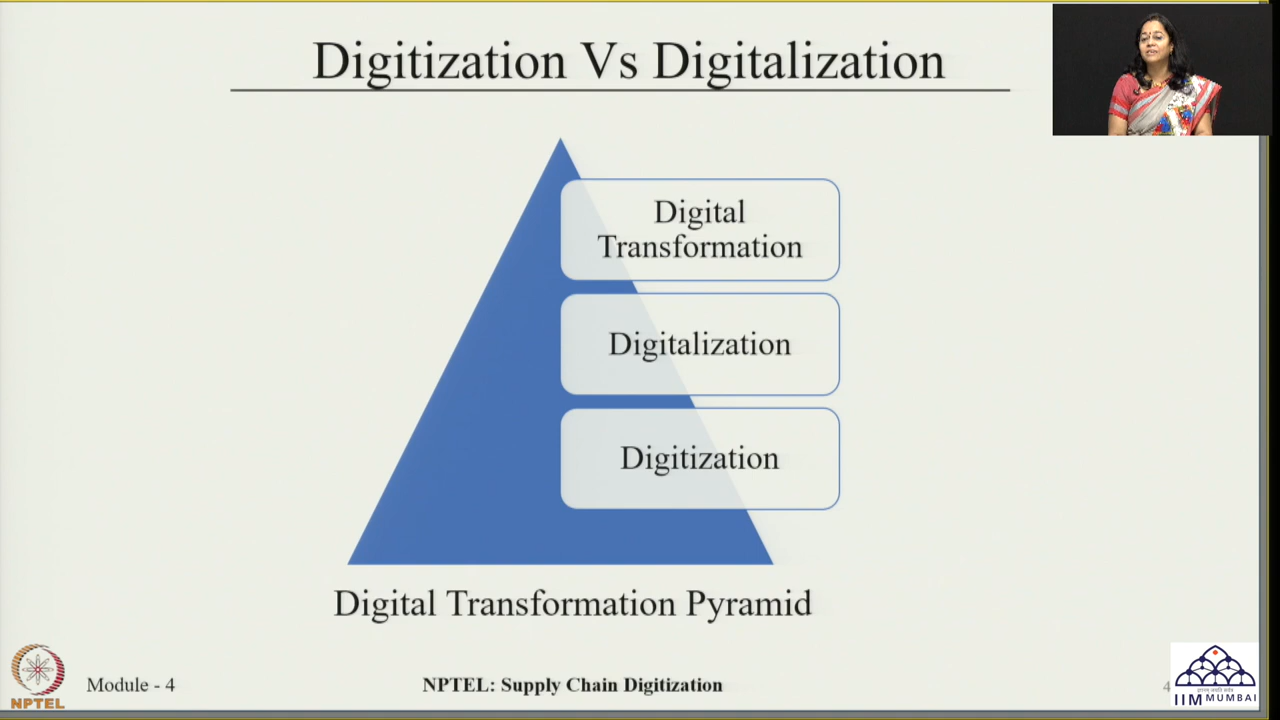 Digitization Vs Digitalization
Digital
Transformation
Digitalization
Digitization
Digital Transformation Pyramid
NPTEL
Module - 4
NPTEL: Supply Chain Digitization
4
IIM MUMBAI